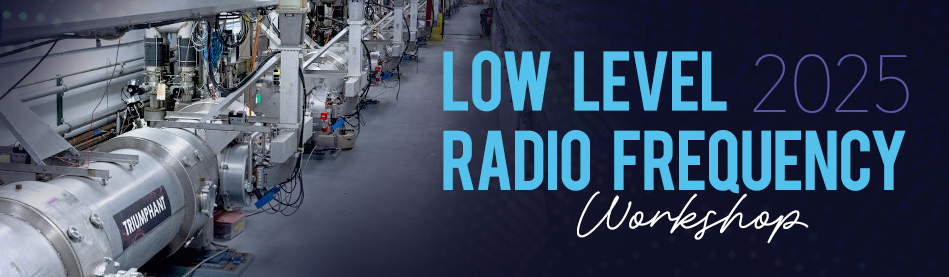 LOW LEVEL 2025
RADIO FREQUENCY
Workshop
TRIUMPHANT